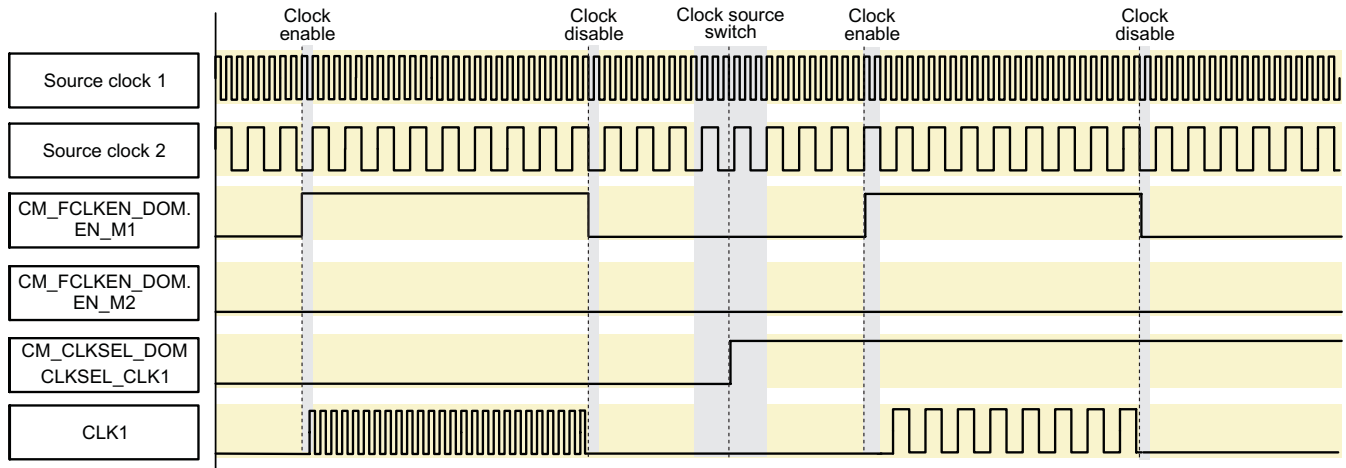 Clock
enable
Clock
disable
Clock source
switch
Clock
enable
Clock
disable
Source clock 1
Source clock 2
CM_FCLKEN_DOM.
EN_M1
CM_FCLKEN_DOM.
EN_M2
CM_CLKSEL_DOM
CLKSEL_CLK1
CLK1